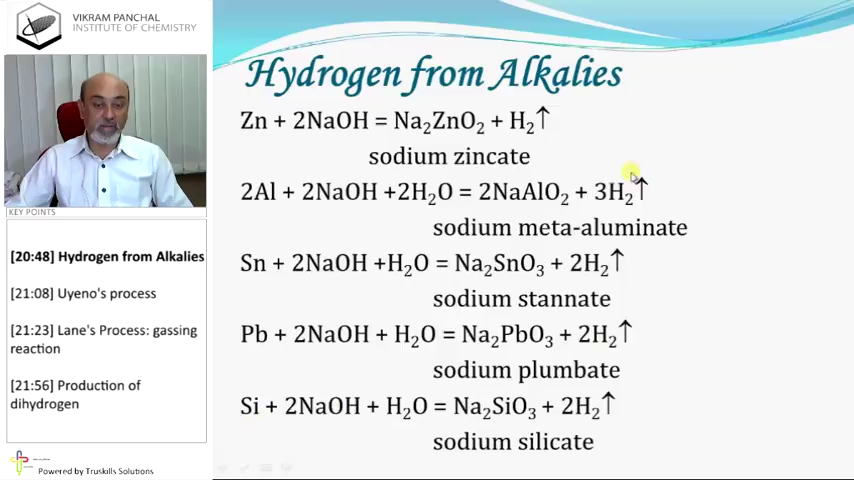 VIKRAM PANCHAL
INSTITUTE OF CHEMISTRY
KEY POINTS
[20:48] Hydrogen from Alkalies
[21:08] Uyeno's process
[21:23] Lane's Process: gassing
reaction
[21:56] Production of
dihydrogen
Powered by Truskills Solutions
Hydrogen from Alkalies
Zn + 2NaOH = Na₂ZnO₂ + H₂↑
sodium zincate
2Al + 2NaOH +2H₂O = 2NaAlO₂ + 3H₂↑
sodium meta-aluminate
Sn + 2NaOH +H₂O = Na₂SnO₃ + 2H₂↑
sodium stannate
Pb + 2NaOH + H₂O = Na₂PbO₃ + 2H₂↑
sodium plumbate
Si + 2NaOH + H₂O = Na₂SiO₃ + 2H₂↑
sodium silicate